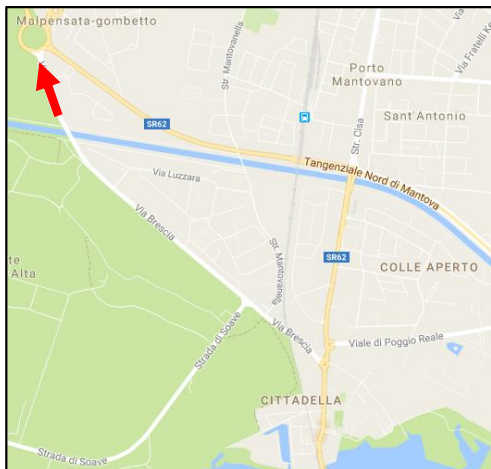 Malpensata-gombetto
Str. Mantovanella
Via Fratelli Ke
Porto
Mantovano
Sant'Antonio
Str. Cisa
SR62
Tangenziale Nord di Mantova
Via Luzzara
Via Brescia
te
Alta
Str. Mantovanella
SR62
COLLE APERTO
Strada di Soave
Via Brescia
Viale di Poggio Reale
CITTADELLA
Strada di Soave